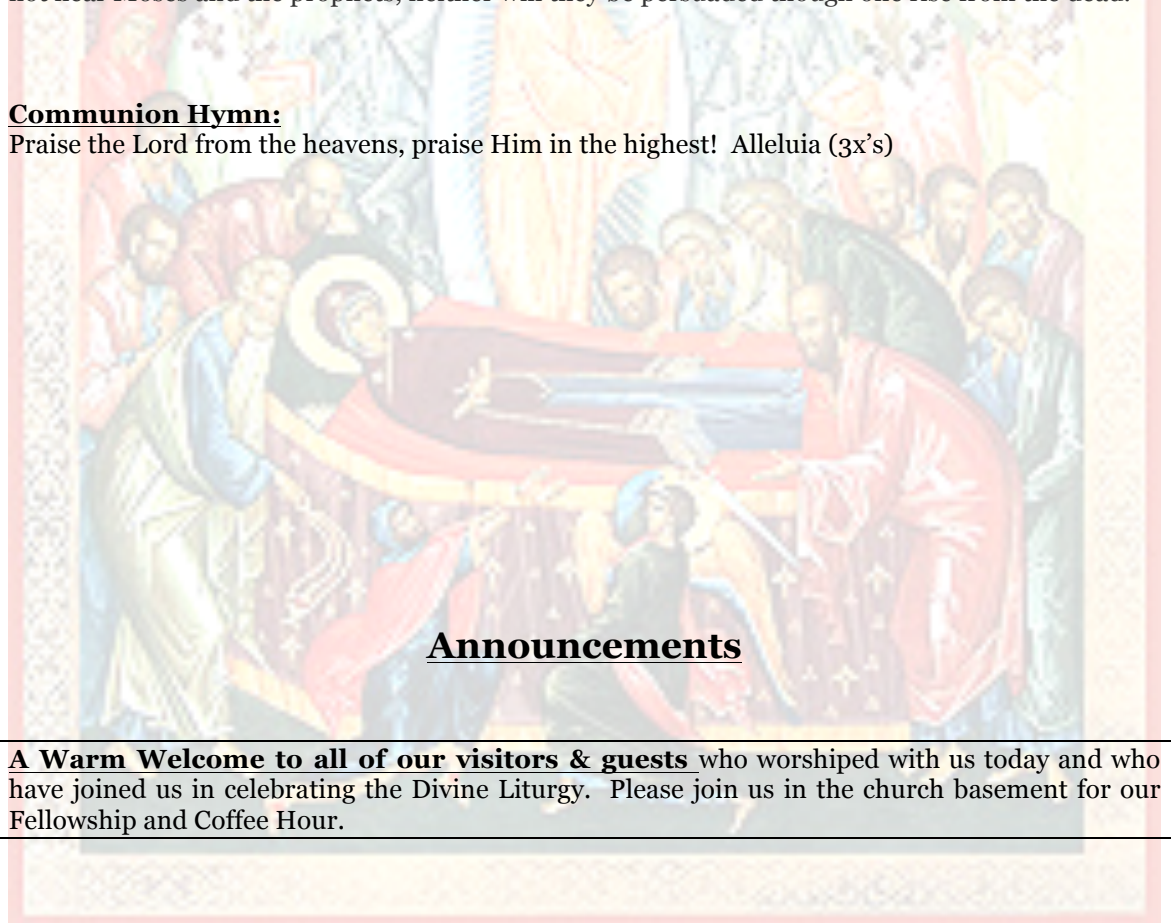 not hear Moses and the prophets, neither will they be persuaded though one rise from the dead.
Communion Hymn:
Praise the Lord from the heavens, praise Him in the highest!  Alleluia (3x’s)
Announcements
A Warm Welcome to all of our visitors & guests who worshiped with us today and who
have joined us in celebrating the Divine Liturgy.  Please join us in the church basement for our
Fellowship and Coffee Hour.